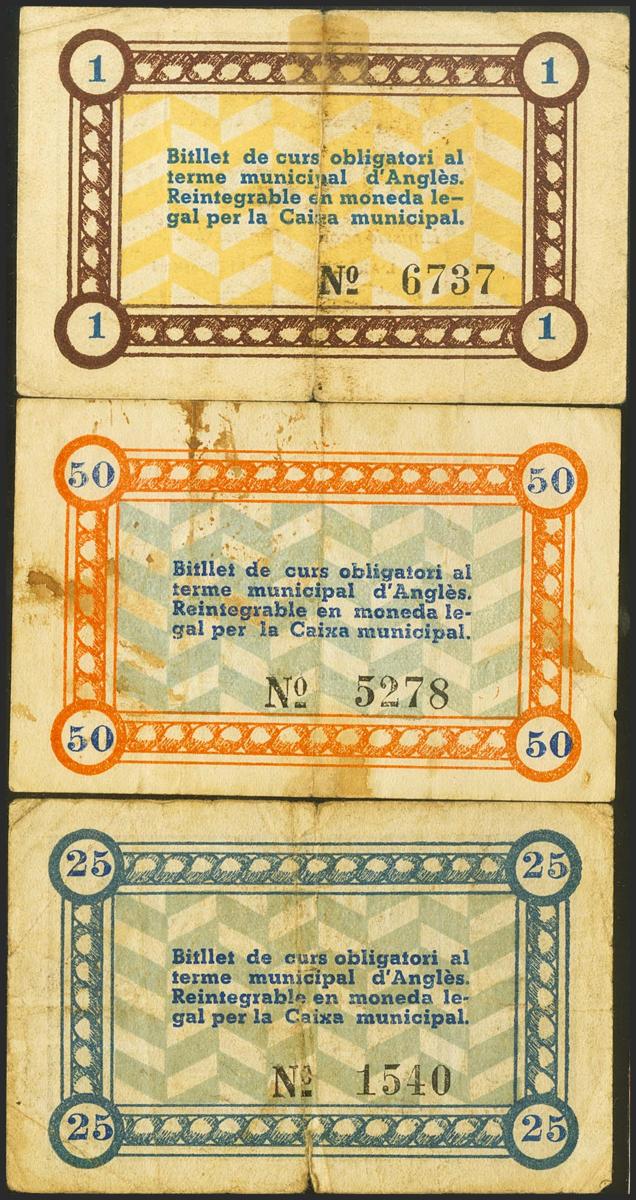 1 1
Bitllet de curs obligatori al
terme municipal d'Anglès.
Reintegrable en moneda le-
gal per la Caixa municipal.
Nº 6737
1 1
50 50
Bitllet de curs obligatori al
terme municipal d'Anglès.
Reintegrable en moneda le-
gal per la Caixa municipal.
Nº 5278
50 50
25 25
Bitllet de curs obligatori al
terme municipal d'Anglès.
Reintegrable en moneda le-
gal per la Caixa municipal.
Nº 1540
25 25